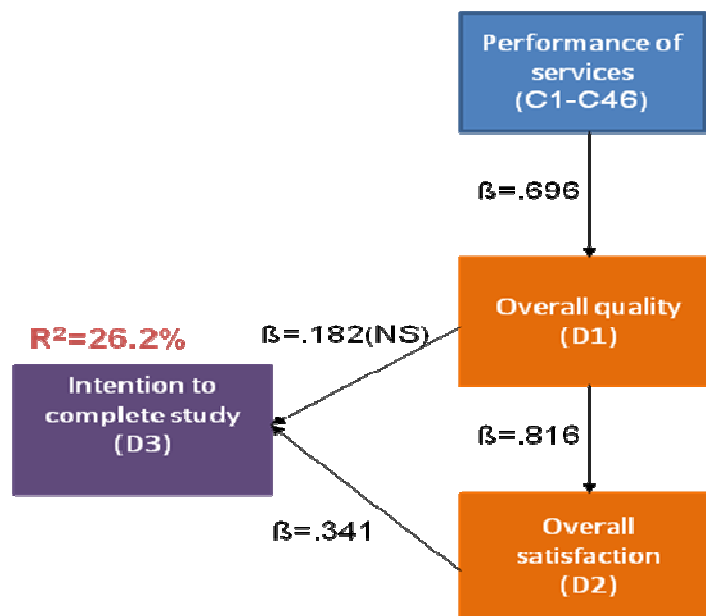 Performance of
services
(C1-C46)
ß=.696
Overall quality
(D1)
ß=.182(NS)
R²=26.2%
Intention to
complete study
(D3)
ß=.816
ß=.341
Overall
satisfaction
(D2)